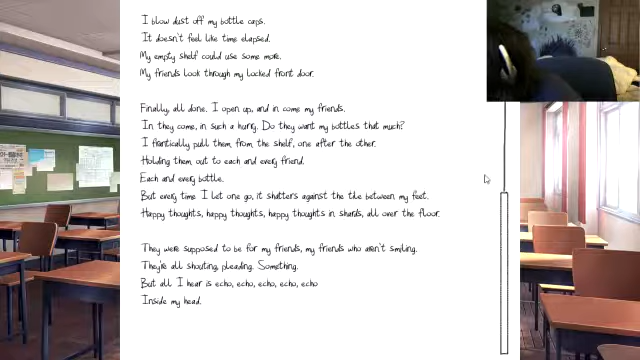 I blow dust off my bottle caps.
It doesn't feel like time elapsed.
My empty shelf could use some more.
My friends look through my locked front door.
Finally, all done. I open up, and in come my friends.
In they come, in such a hurry. Do they want my bottles that much?
I frantically pull them from the shelf, one after the other.
Holding them out to each and every friend.
Each and every bottle.
But every time I let one go, it shatters against the tile between my feet.
Happy thoughts, happy thoughts, happy thoughts in shards, all over the floor.
They were supposed to be for my friends, my friends who aren't smiling.
They're all shouting, pleading. Something.
But all I hear is echo, echo, echo, echo, echo
Inside my head.